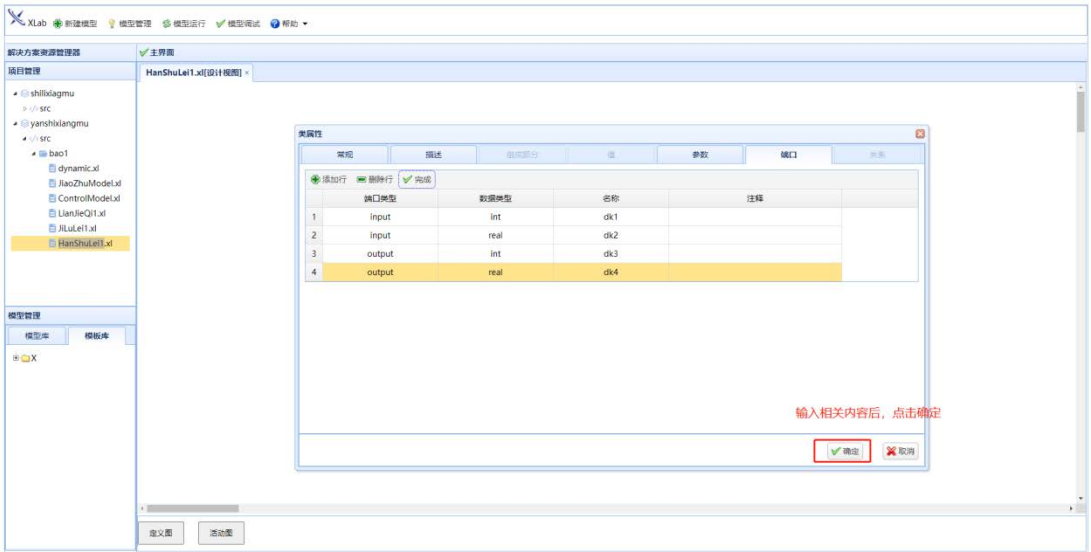 XLab 新建模型 模型管理 模型运行 模型调试 帮助
解决方案资源管理器
主界面
项目管理
HanShuLei1.xl[设计视图] ×
shilixiagmu
src
yanshixiangmu
src
bao1
dynamic.xl
JiaoZhuModel.xl
ControlModel.xl
LianJieQi1.xl
JiLuLei1.xl
HanShuLei1.xl
模型管理
模型库 模板库
X
类属性
常规 描述 组成部分 值 参数 端口 关系
添加行 删除行 完成
端口类型 数据类型 名称 注释
1 input int dk1
2 input real dk2
3 output int dk3
4 output real dk4
输入相关内容后，点击确定
确定 取消
定义图 活动图